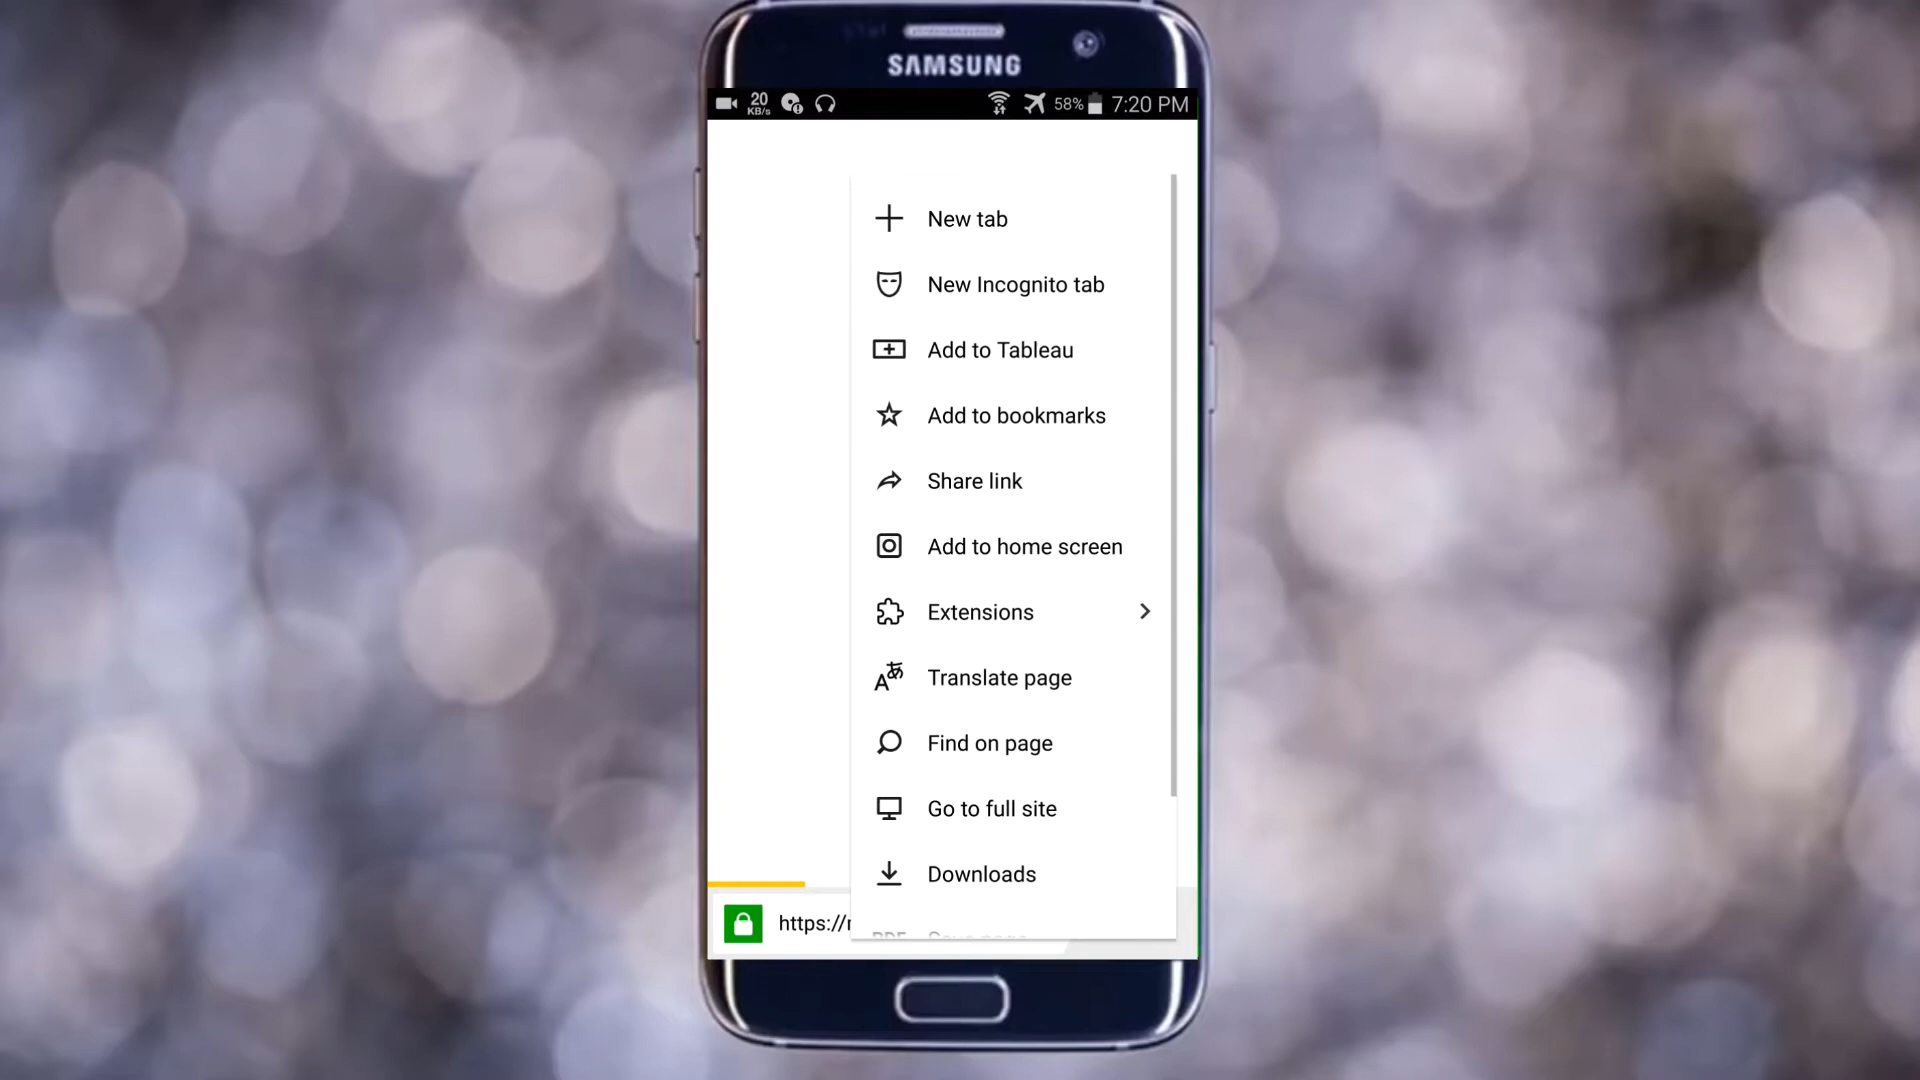 SAMSUNG
20 KB/s 58% 7:20 PM
New tab
New Incognito tab
Add to Tableau
Add to bookmarks
Share link
Add to home screen
Extensions
Translate page
Find on page
Go to full site
Downloads
https://